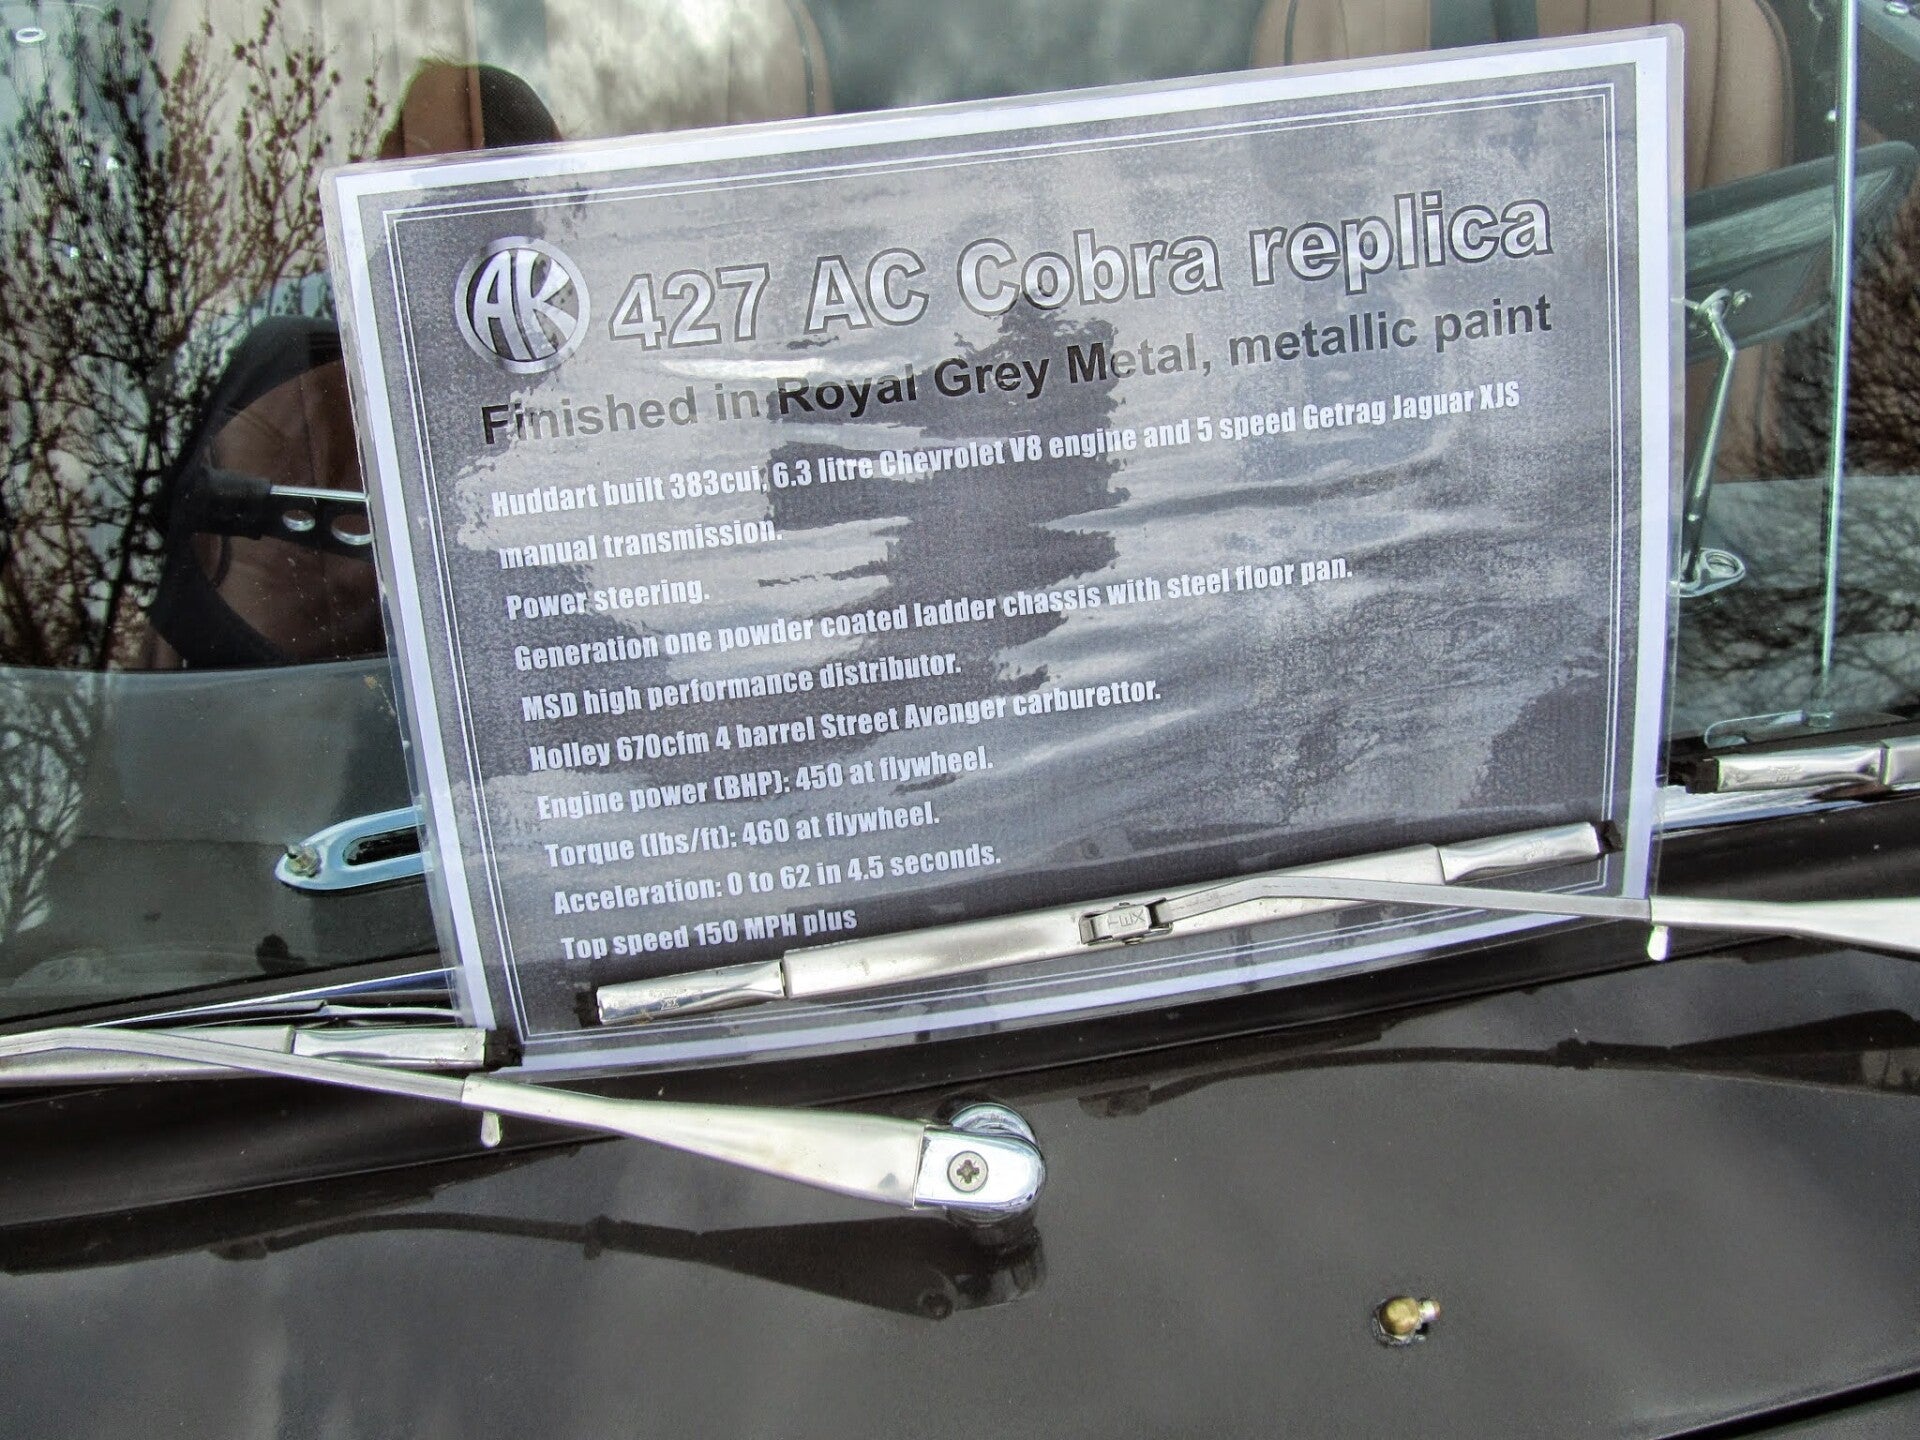 AK 427 AC Cobra replica
Finished in Royal Grey Metal, metallic paint
Huddart built 383cui, 6.3 litre Chevrolet V8 engine and 5 speed Getrag Jaguar XJS
manual transmission.
Power steering.
Generation one powder coated ladder chassis with steel floor pan.
MSD high performance distributor.
Holley 670cfm 4 barrel Street Avenger carburettor.
Engine power (BHP): 450 at flywheel.
Torque (lbs/ft): 460 at flywheel.
Acceleration: 0 to 62 in 4.5 seconds.
Top speed 150 MPH plus
TEX